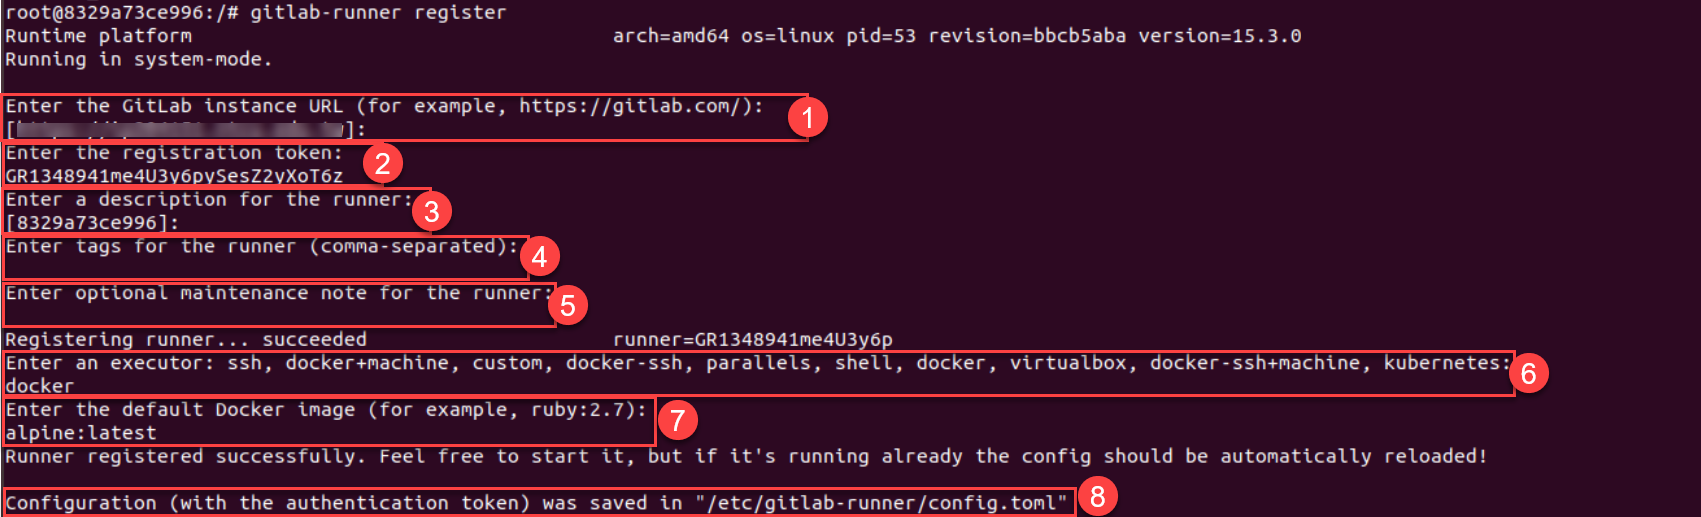 root@8329a73ce996:/# gitlab-runner register
Runtime platform arch=amd64 os=linux pid=53 revision=bbcb5aba version=15.3.0
Running in system-mode.
Enter the GitLab instance URL (for example, https://gitlab.com/):
1
[ ]:
Enter the registration token:
2
GR1348941me4U3y6pySesZ2yXoT6z
Enter a description for the runner:
3
[8329a73ce996]:
Enter tags for the runner (comma-separated):
4
Enter optional maintenance note for the runner:
5
Registering runner... succeeded runner=GR1348941me4U3y6p
Enter an executor: ssh, docker+machine, custom, docker-ssh, parallels, shell, docker, virtualbox, docker-ssh+machine, kubernetes:
6
docker
Enter the default Docker image (for example, ruby:2.7):
7
alpine:latest
Runner registered successfully. Feel free to start it, but if it's running already the config should be automatically reloaded!
Configuration (with the authentication token) was saved in "/etc/gitlab-runner/config.toml"
8